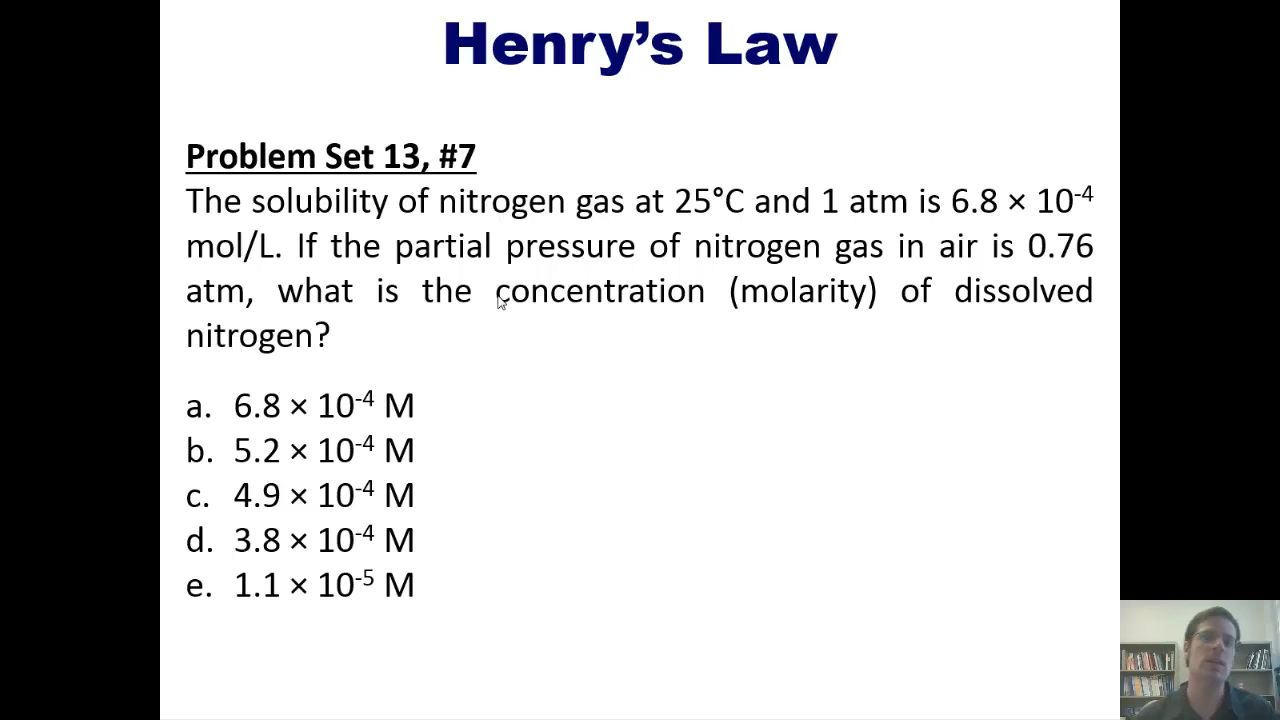 Henry’s Law
Problem Set 13, #7
The solubility of nitrogen gas at 25°C and 1 atm is 6.8 × 10⁻⁴
mol/L. If the partial pressure of nitrogen gas in air is 0.76
atm, what is the concentration (molarity) of dissolved
nitrogen?
a. 6.8 × 10⁻⁴ M
b. 5.2 × 10⁻⁴ M
c. 4.9 × 10⁻⁴ M
d. 3.8 × 10⁻⁴ M
e. 1.1 × 10⁻⁵ M